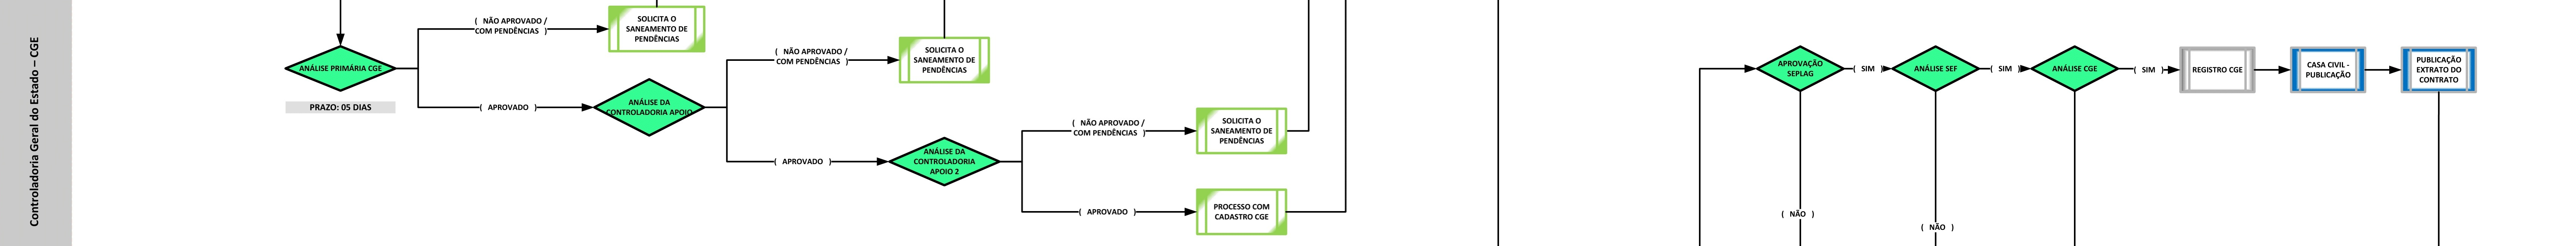 Controladoria Geral do Estado – CGE
ANÁLISE PRIMÁRIA CGE
PRAZO: 05 DIAS
( NÃO APROVADO /
COM PENDÊNCIAS )
( APROVADO )
SOLICITA O
SANEAMENTO DE
PENDÊNCIAS
ANÁLISE DA
CONTROLADORIA APOIO
( NÃO APROVADO /
COM PENDÊNCIAS )
( APROVADO )
SOLICITA O
SANEAMENTO DE
PENDÊNCIAS
ANÁLISE DA
CONTROLADORIA
APOIO 2
( NÃO APROVADO /
COM PENDÊNCIAS )
( APROVADO )
SOLICITA O
SANEAMENTO DE
PENDÊNCIAS
PROCESSO COM
CADASTRO CGE
APROVAÇÃO
SEPLAG
( SIM )
ANÁLISE SEF
( SIM )
ANÁLISE CGE
( SIM )
REGISTRO CGE
CASA CIVIL -
PUBLICAÇÃO
PUBLICAÇÃO
EXTRATO DO
CONTRATO
( NÃO )
( NÃO )